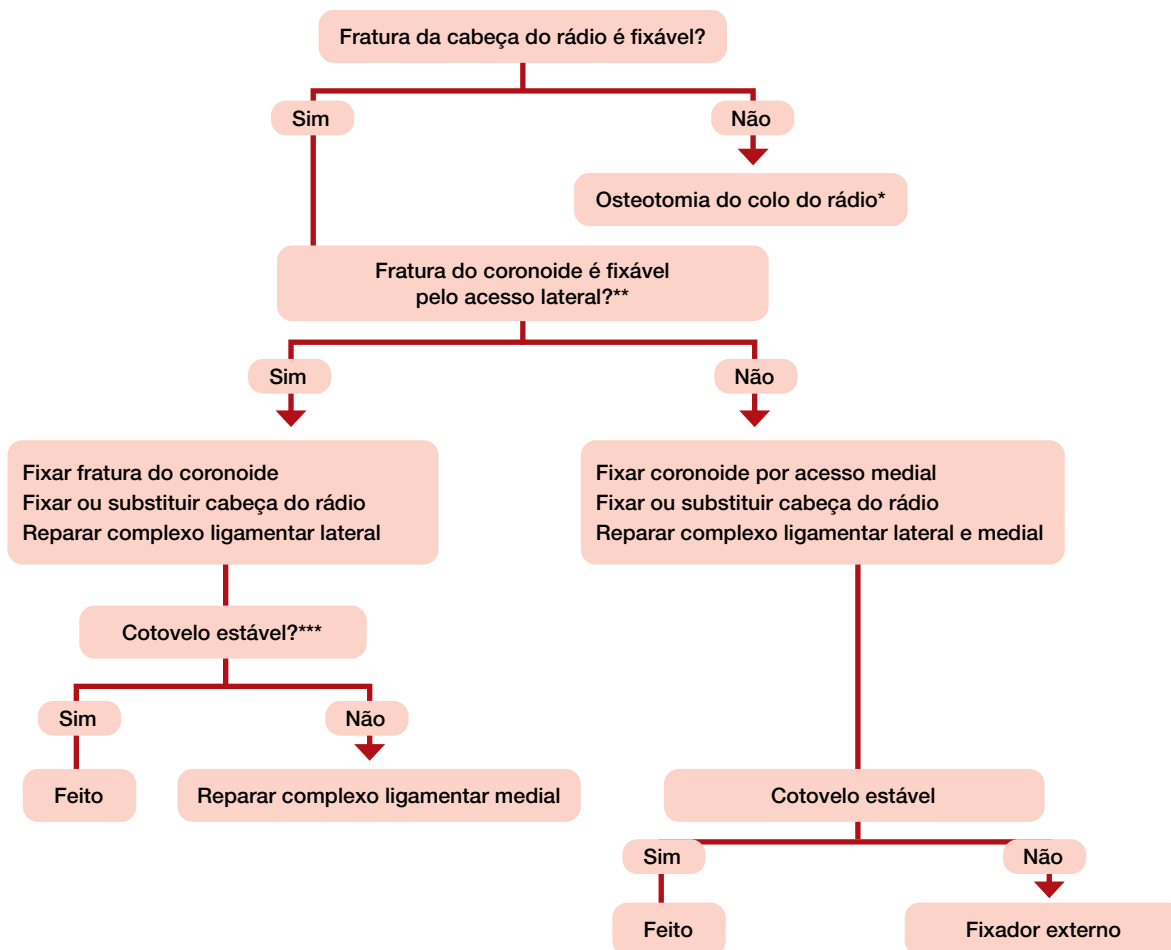 Fratura da cabeça do rádio é fixável?
Sim
Não
Osteotomia do colo do rádio*
Fratura do coronoide é fixável
pelo acesso lateral?**
Sim
Não
Fixar fratura do coronoide
Fixar ou substituir cabeça do rádio
Reparar complexo ligamentar lateral
Fixar coronoide por acesso medial
Fixar ou substituir cabeça do rádio
Reparar complexo ligamentar lateral e medial
Cotovelo estável?***
Sim
Não
Feito
Reparar complexo ligamentar medial
Cotovelo estável
Sim
Não
Feito
Fixador externo